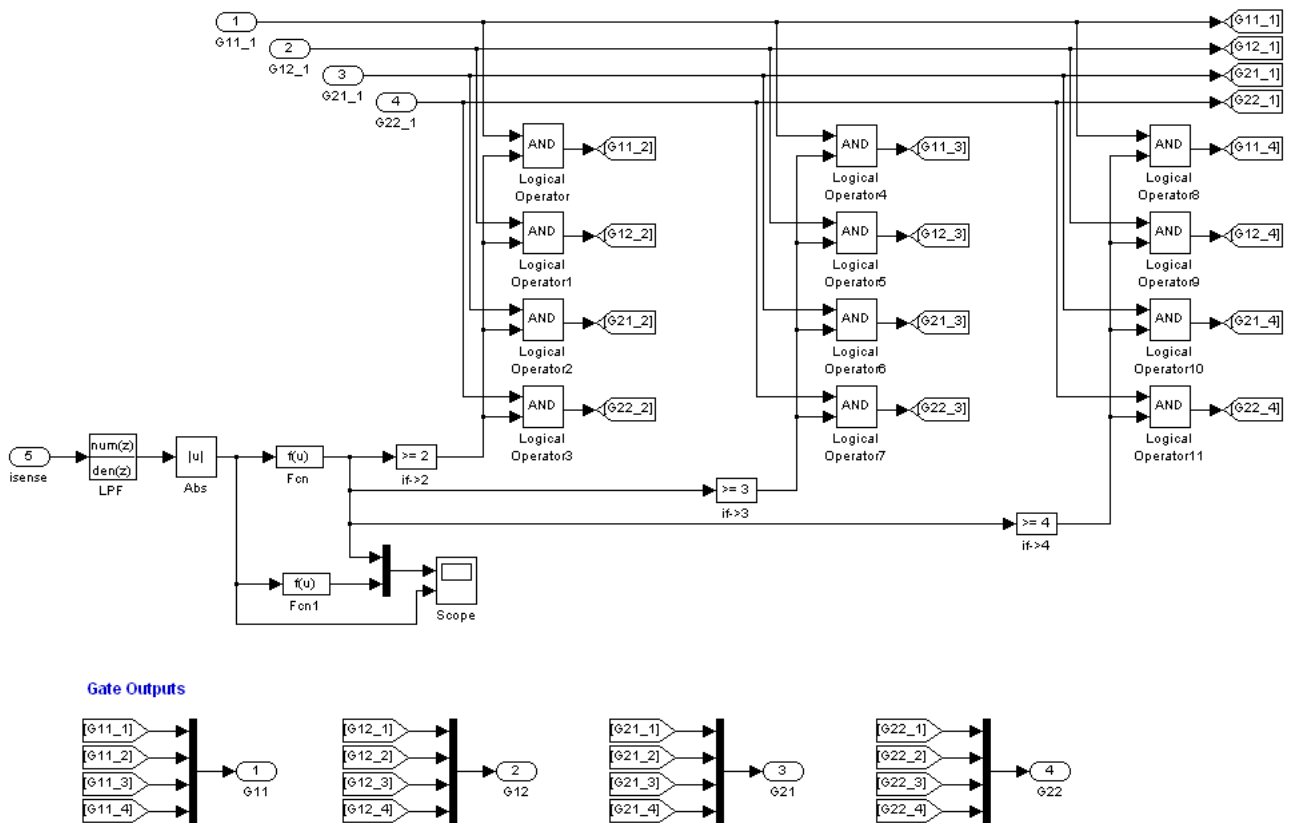 1
G11_1
2
G12_1
3
G21_1
4
G22_1
[G11_1]
[G12_1]
[G21_1]
[G22_1]
AND
Logical
Operator
[G11_2]
AND
Logical
Operator4
[G11_3]
AND
Logical
Operator8
[G11_4]
AND
Logical
Operator1
[G12_2]
AND
Logical
Operator5
[G12_3]
AND
Logical
Operator9
[G12_4]
AND
Logical
Operator2
[G21_2]
AND
Logical
Operator6
[G21_3]
AND
Logical
Operator10
[G21_4]
AND
Logical
Operator3
[G22_2]
AND
Logical
Operator7
[G22_3]
AND
Logical
Operator11
[G22_4]
5
isense
num(z)
den(z)
LPF
|u|
Abs
f(u)
Fcn
>= 2
if->2
>= 3
if->3
>= 4
if->4
f(u)
Fcn1
Scope
Gate Outputs
[G11_1]
[G11_2]
[G11_3]
[G11_4]
1
G11
[G12_1]
[G12_2]
[G12_3]
[G12_4]
2
G12
[G21_1]
[G21_2]
[G21_3]
[G21_4]
3
G21
[G22_1]
[G22_2]
[G22_3]
[G22_4]
4
G22